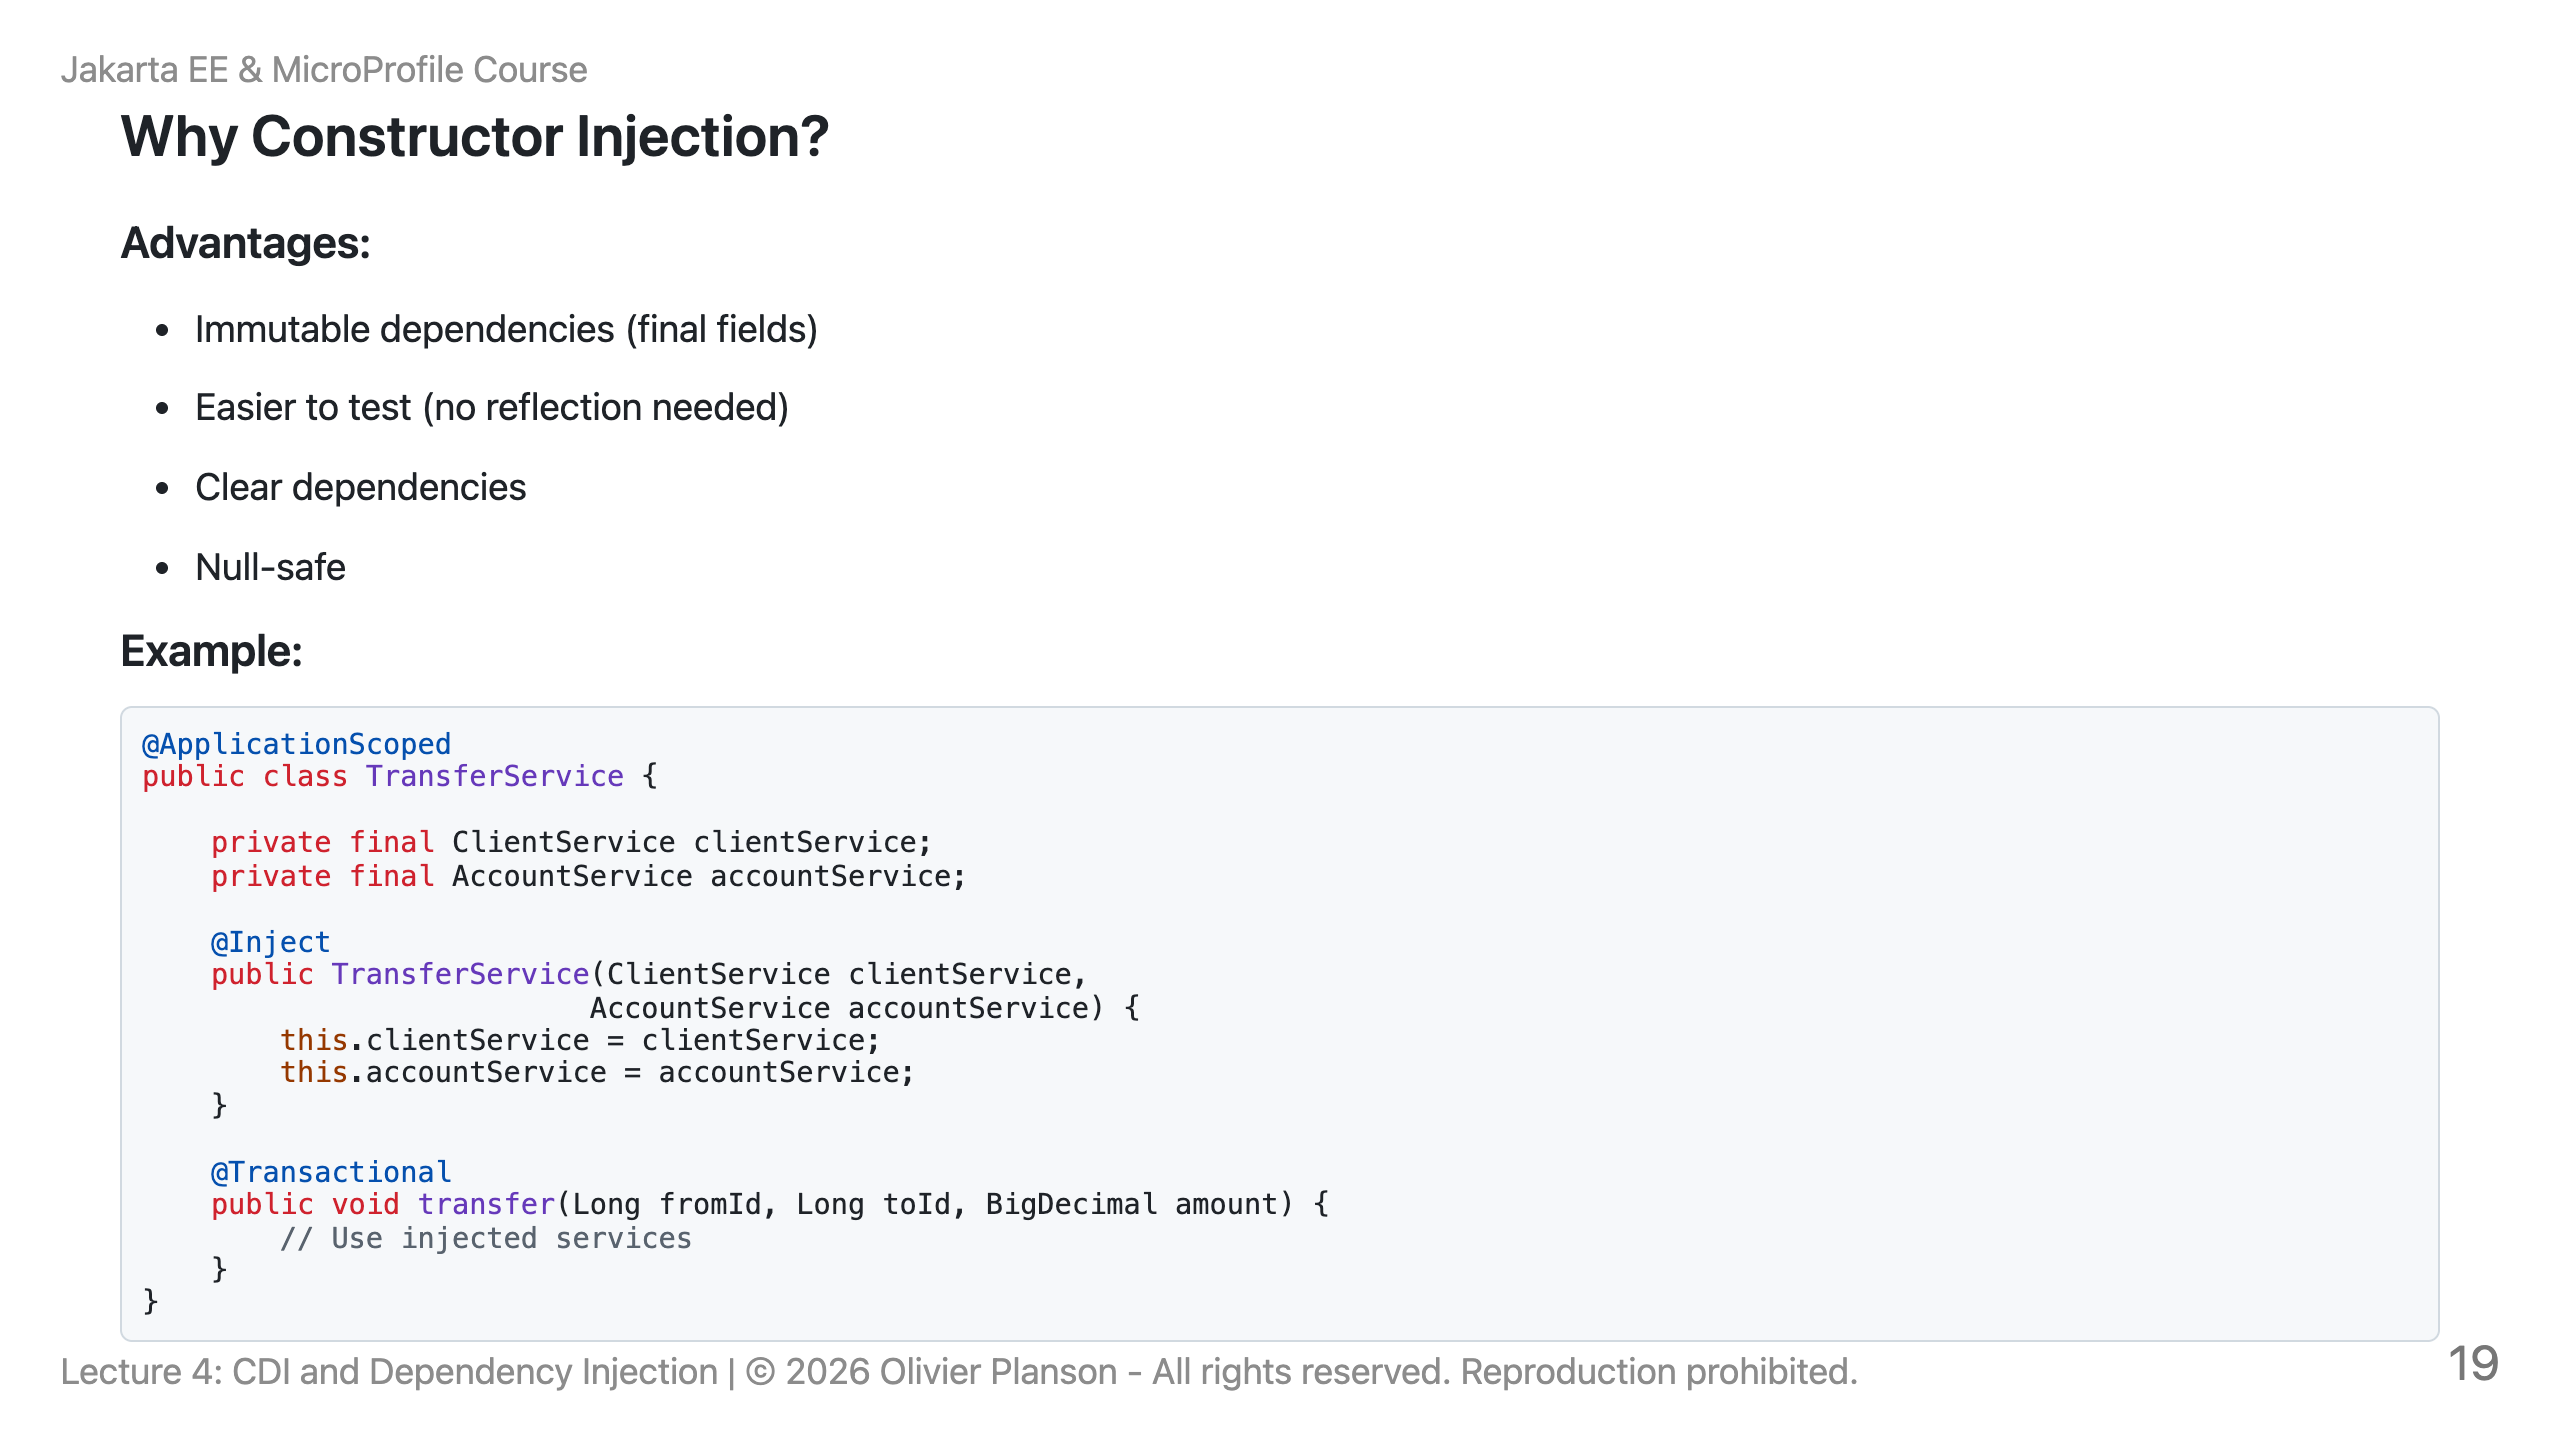 Jakarta EE & MicroProfile Course
Why Constructor Injection?
Advantages:
• Immutable dependencies (final fields)
• Easier to test (no reflection needed)
• Clear dependencies
• Null-safe
Example:
@ApplicationScoped
public class TransferService {

    private final ClientService clientService;
    private final AccountService accountService;

    @Inject
    public TransferService(ClientService clientService,
                          AccountService accountService) {
        this.clientService = clientService;
        this.accountService = accountService;
    }

    @Transactional
    public void transfer(Long fromId, Long toId, BigDecimal amount) {
        // Use injected services
    }
}
Lecture 4: CDI and Dependency Injection | © 2026 Olivier Planson - All rights reserved. Reproduction prohibited.
19